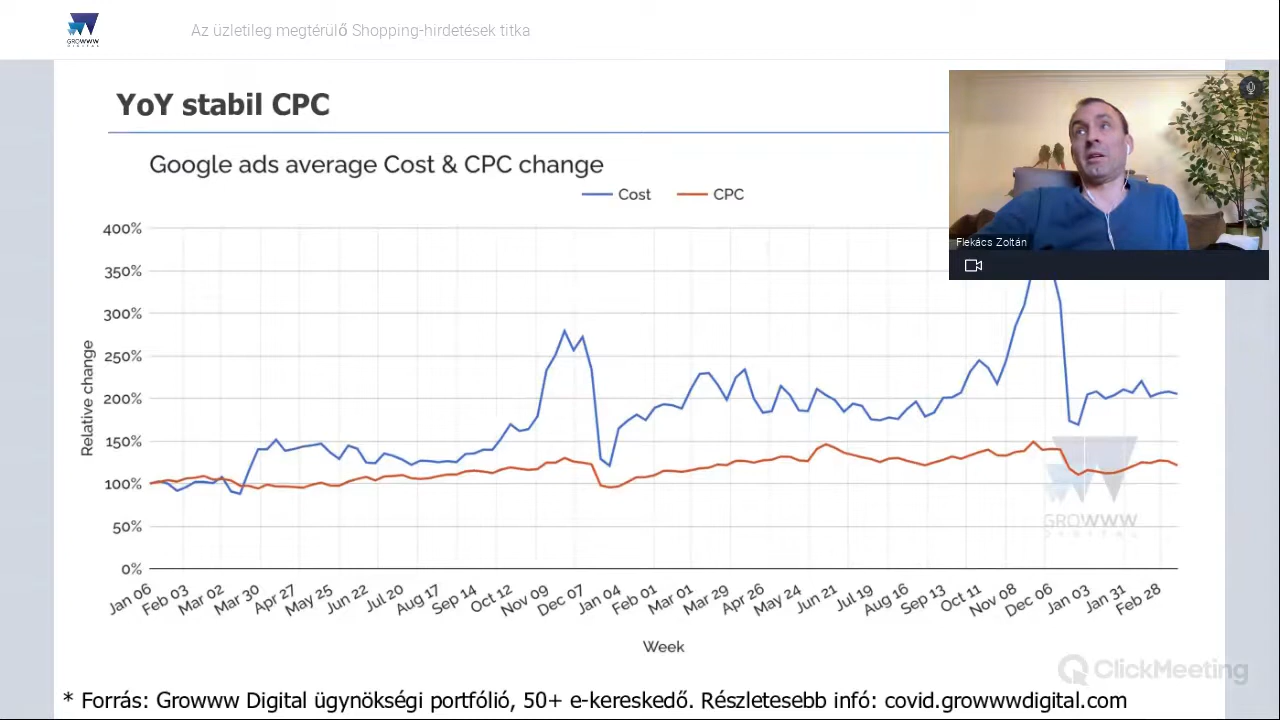 GROWWW
DIGITAL
Az üzletileg megtérülő Shopping-hirdetések titka
YoY stabil CPC
Google ads average Cost & CPC change
Cost
CPC
Flekács Zoltán
400%
350%
300%
250%
200%
150%
100%
50%
0%
Relative change
Jan 06
Feb 03
Mar 02
Mar 30
Apr 27
May 25
Jun 22
Jul 20
Aug 17
Sep 14
Oct 12
Nov 09
Dec 07
Jan 04
Feb 01
Mar 01
Mar 29
Apr 26
May 24
Jun 21
Jul 19
Aug 16
Sep 13
Oct 11
Nov 08
Dec 06
Jan 03
Jan 31
Feb 28
Week
GROWWW
DIGITAL
ClickMeeting
* Forrás: Growww Digital ügynökségi portfólió, 50+ e-kereskedő. Részletesebb infó: covid.growwwdigital.com